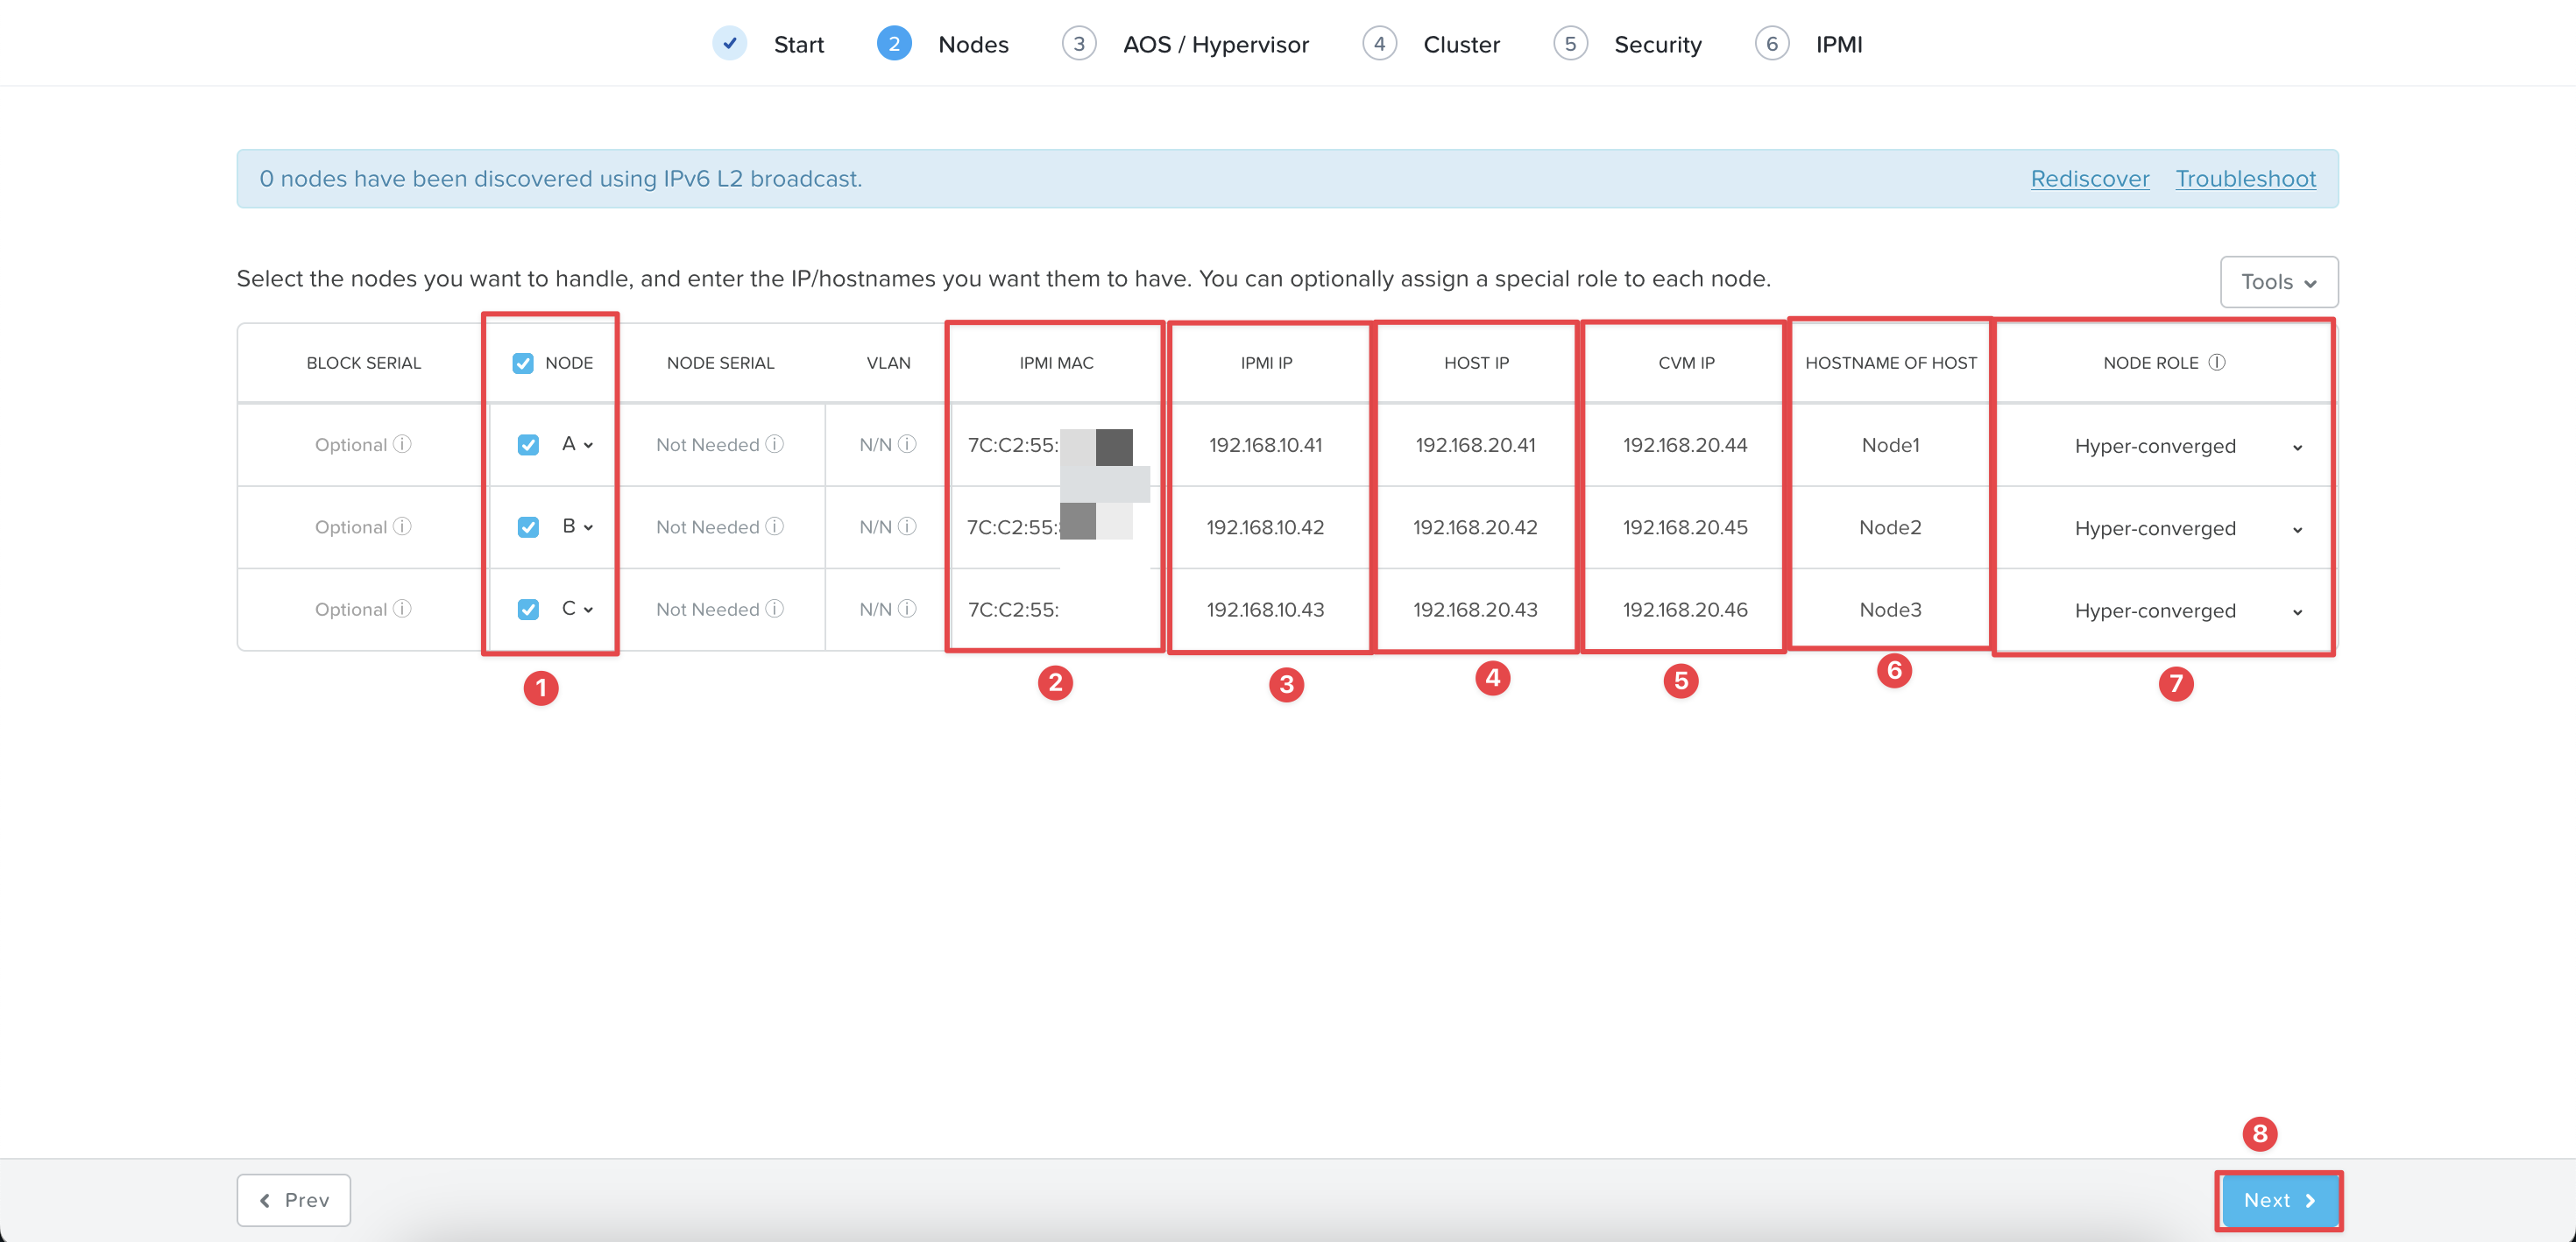 Start 2 Nodes 3 AOS / Hypervisor 4 Cluster 5 Security 6 IPMI
0 nodes have been discovered using IPv6 L2 broadcast. Rediscover Troubleshoot
Select the nodes you want to handle, and enter the IP/hostnames you want them to have. You can optionally assign a special role to each node. Tools
BLOCK SERIAL NODE NODE SERIAL VLAN IPMI MAC IPMI IP HOST IP CVM IP HOSTNAME OF HOST NODE ROLE
Optional A Not Needed N/N 7C:C2:55: 192.168.10.41 192.168.20.41 192.168.20.44 Node1 Hyper-converged
Optional B Not Needed N/N 7C:C2:55: 192.168.10.42 192.168.20.42 192.168.20.45 Node2 Hyper-converged
Optional C Not Needed N/N 7C:C2:55: 192.168.10.43 192.168.20.43 192.168.20.46 Node3 Hyper-converged
1 2 3 4 5 6 7
8
Prev Next